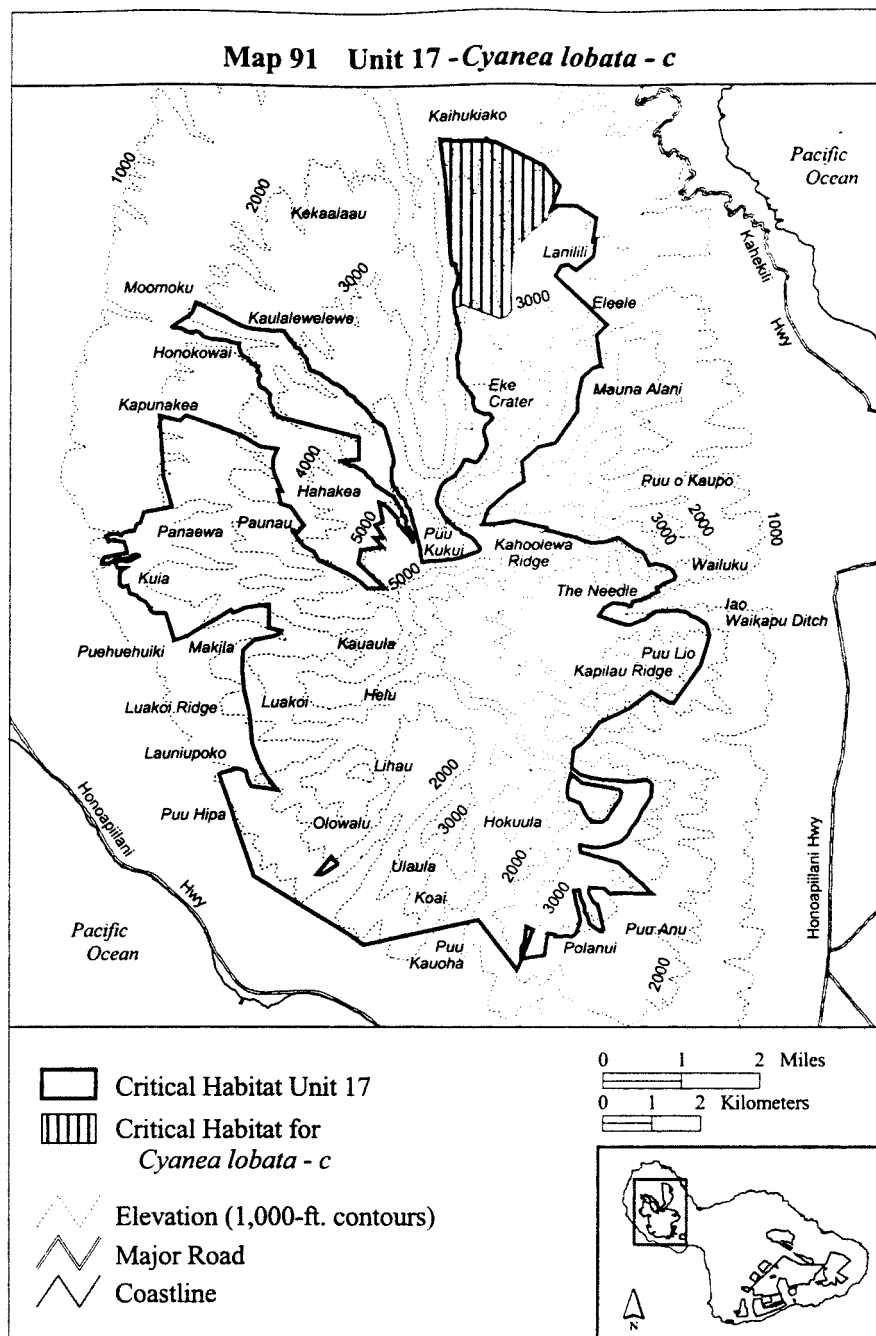 Map 91 Unit 17 - Cyanea lobata - c
Kaihukiako
Pacific
Ocean
1000
2000
Kekaalaau
Kahekili
Hwy
Lanilili
3000
3000
Moomoku
Kaulalewelewe
Eleele
Honokowai
Eke
Crater
Mauna Alani
Kapunakea
4000
Hahakea
Puu o Kaupo
3000
2000
1000
5000
Panaewa
Paunau
Puu
Kukui
Kahoolewa
Ridge
Wailuku
Kuia
5000
The Needle
Iao
Waikapu Ditch
Puehuehuiki
Makila
Kauaula
Puu Lio
Kapilau Ridge
Luakoi Ridge
Luakoi
Helu
Launiupoko
Lihau
2000
Honoapiilani
Hwy
Puu Hipa
Olowalu
3000
Hokuula
Ulaula
2000
Honoapiilani Hwy
Koai
3000
Pacific
Ocean
Puu
Kauoha
Polanui
Puu Anu
2000
Critical Habitat Unit 17
Critical Habitat for
Cyanea lobata - c
Elevation (1,000-ft. contours)
Major Road
Coastline
0 1 2 Miles
0 1 2 Kilometers
N